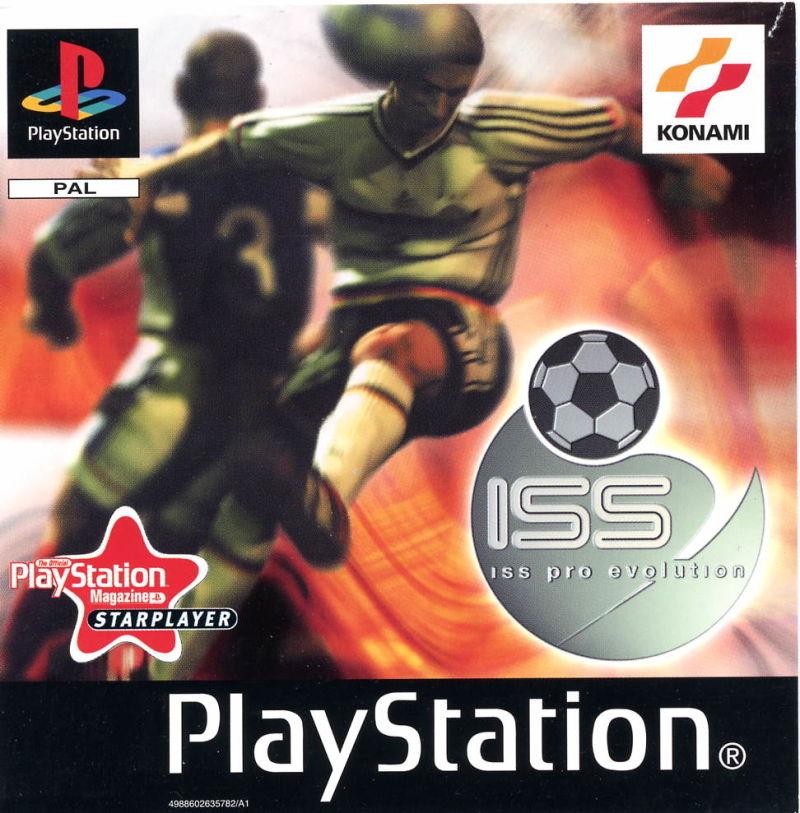 PlayStation
PAL
KONAMI
3
ISS
iss pro evolution
The Official
PlayStation
Magazine
STARPLAYER
PlayStation®
4988602635782/A1